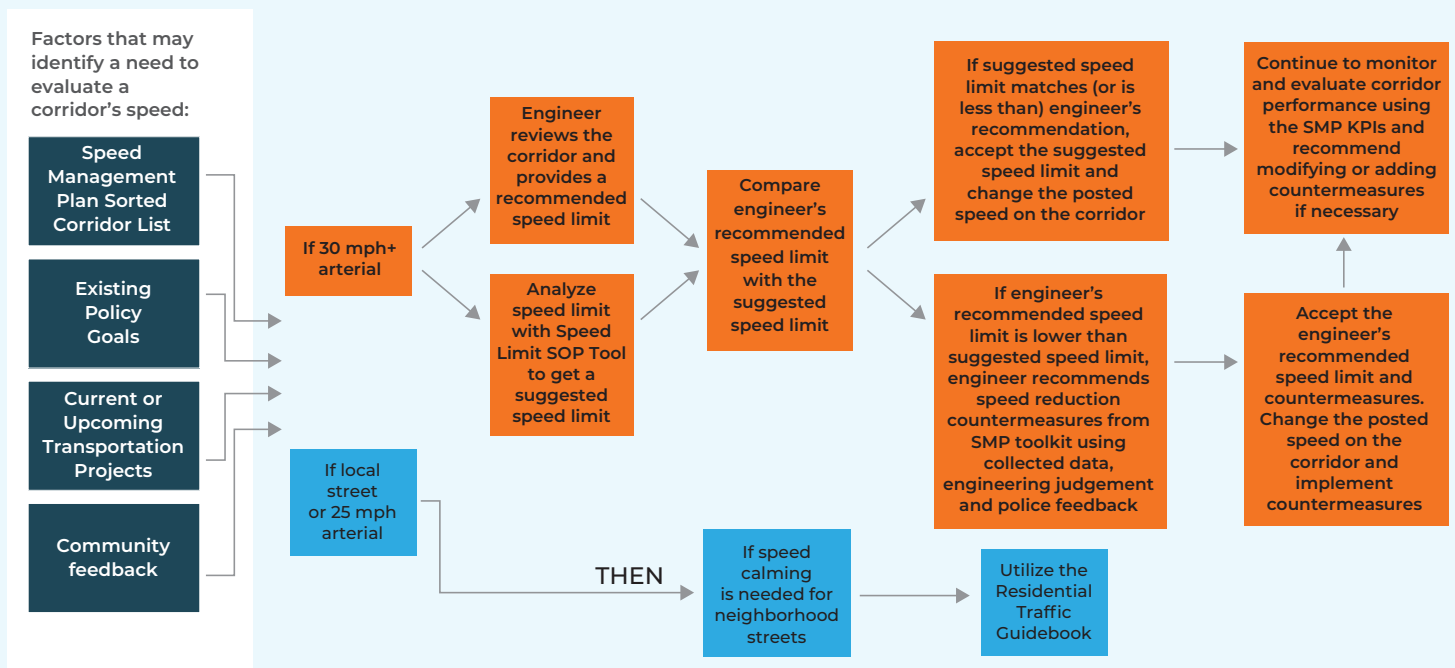 Factors that may
identify a need to
evaluate a
corridor's speed:
Speed
Management
Plan Sorted
Corridor List
Existing
Policy
Goals
Current or
Upcoming
Transportation
Projects
Community
feedback
If 30 mph+
arterial
Engineer
reviews the
corridor and
provides a
recommended
speed limit
Analyze
speed limit
with Speed
Limit SOP Tool
to get a
suggested
speed limit
Compare
engineer's
recommended
speed limit
with the
suggested
speed limit
If suggested speed
limit matches (or is
less than) engineer's
recommendation,
accept the suggested
speed limit and
change the posted
speed on the corridor
If engineer's
recommended speed
limit is lower than
suggested speed limit,
engineer recommends
speed reduction
countermeasures from
SMP toolkit using
collected data,
engineering judgement
and police feedback
Continue to monitor
and evaluate corridor
performance using
the SMP KPIs and
recommend
modifying or adding
countermeasures
if necessary
Accept the
engineer's
recommended
speed limit and
countermeasures.
Change the posted
speed on the
corridor and
implement
countermeasures
If local
street
or 25 mph
arterial
THEN
If speed
calming
is needed for
neighborhood
streets
Utilize the
Residential
Traffic
Guidebook